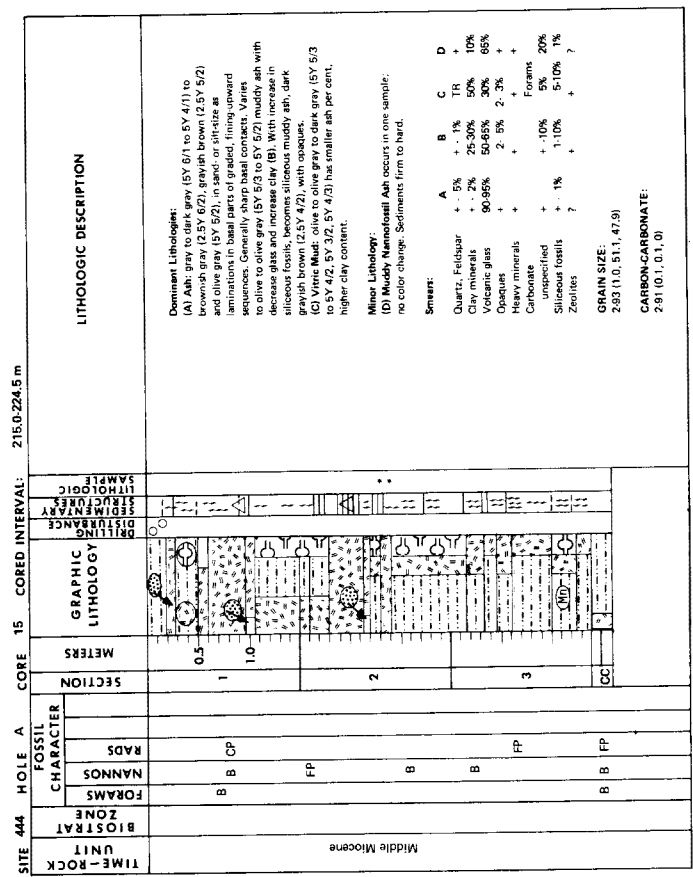 SITE 444 HOLE A CORE 15 CORED INTERVAL: 215.0-224.5 m
TIME-ROCK UNIT
BIOSTRAT ZONE
FOSSIL CHARACTER
FORAMS
NANNOS
RADS
SECTION
METERS
GRAPHIC LITHOLOGY
DRILLING DISTURBANCE
SEDIMENTARY STRUCTURES
LITHOLOGIC SAMPLE
LITHOLOGIC DESCRIPTION
Middle Miocene
B
B
CP
FP
B
B
FP
B
B
FP
1
2
3
CC
0.5
1.0
Mn
*
*
Dominant Lithologies:
(A) Ash: gray to dark gray (5Y 6/1 to 5Y 4/1) to
brownish gray (2.5Y 6/2), grayish brown (2.5Y 5/2)
and olive gray (5Y 5/2), in sand- or silt-size as
laminations in basal parts of graded, fining-upward
sequences. Generally sharp basal contacts. Varies
to olive to olive gray (5Y 5/3 to 5Y 5/2) muddy ash with
decrease glass and increase clay (B). With increase in
siliceous fossils, becomes siliceous muddy ash, dark
grayish brown (2.5Y 4/2), with opaques.
(C) Vitric Mud: olive to olive gray to dark gray (5Y 5/3
to 5Y 4/2, 5Y 3/2, 5Y 4/3) has smaller ash per cent,
higher clay content.
Minor Lithology:
(D) Muddy Nannofossil Ash occurs in one sample;
no color change. Sediments firm to hard.
Smears: A B C D
Quartz, Feldspar + - 5% + - 1% TR +
Clay minerals + - 2% 25-30% 50% 10%
Volcanic glass 90-95% 50-65% 30% 65%
Opaques + 2- 5% 2 - 3% +
Heavy minerals + + + +
Carbonate Forams
unspecified + + -10% 5% 20%
Siliceous fossils + - 1% 1-10% 5-10% 1%
Zeolites ? + + ?
GRAIN SIZE:
2-93 (1.0, 51.1, 47.9)
CARBON-CARBONATE:
2-91 (0.1, 0.1, 0)